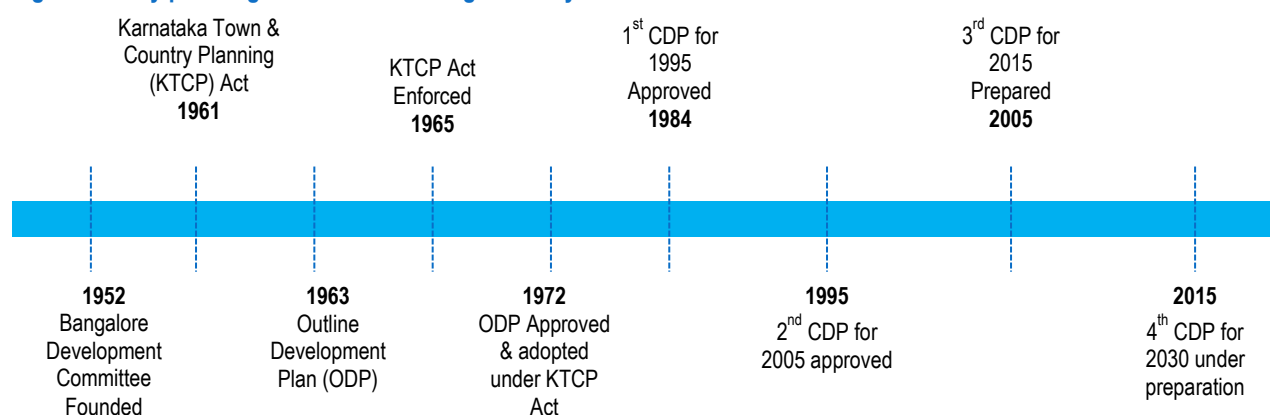 Karnataka Town &
Country Planning
(KTCP) Act
1961
KTCP Act
Enforced
1965
1st CDP for
1995
Approved
1984
3rd CDP for
2015
Prepared
2005
1952
Bangalore
Development
Committee
Founded
1963
Outline
Development
Plan (ODP)
1972
ODP Approved
& adopted
under KTCP
Act
1995
2nd CDP for
2005 approved
2015
4th CDP for
2030 under
preparation